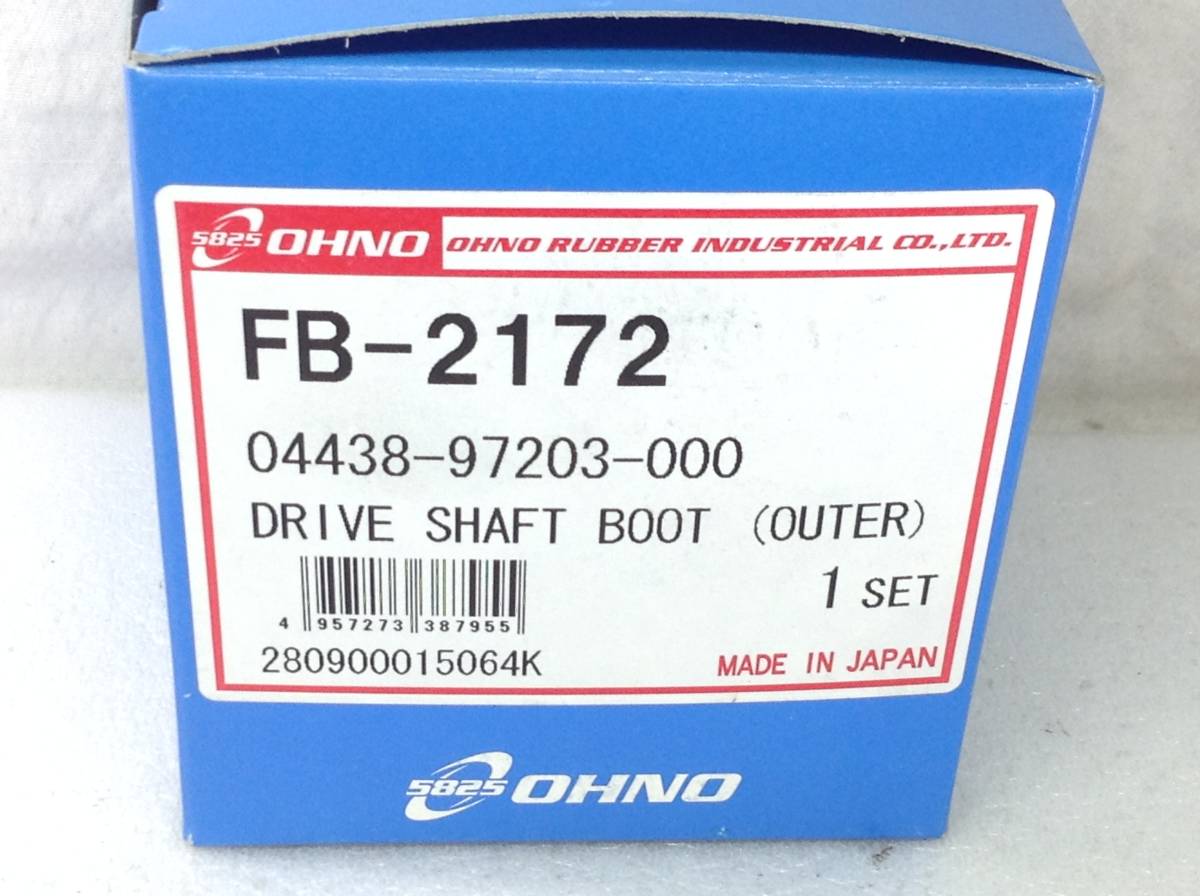 5825 OHNO OHNO RUBBER INDUSTRIAL CO.,LTD.
FB-2172
04438-97203-000
DRIVE SHAFT BOOT (OUTER)
1 SET
4 957273 387955
280900015064K
MADE IN JAPAN
5825 OHNO